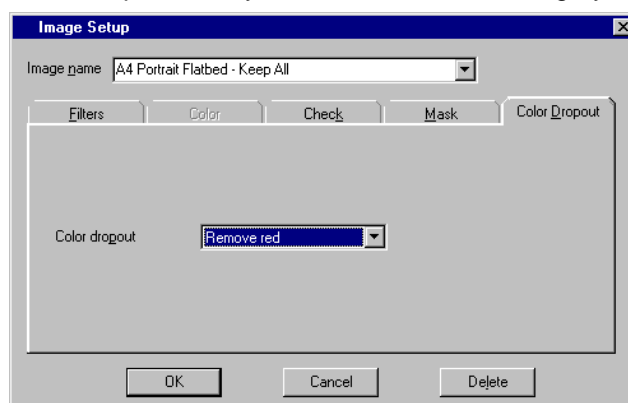 Image Setup
Image name A4 Portrait Flatbed - Keep All
Filters Color Check Mask Color Dropout
Color dropout Remove red
OK Cancel Delete